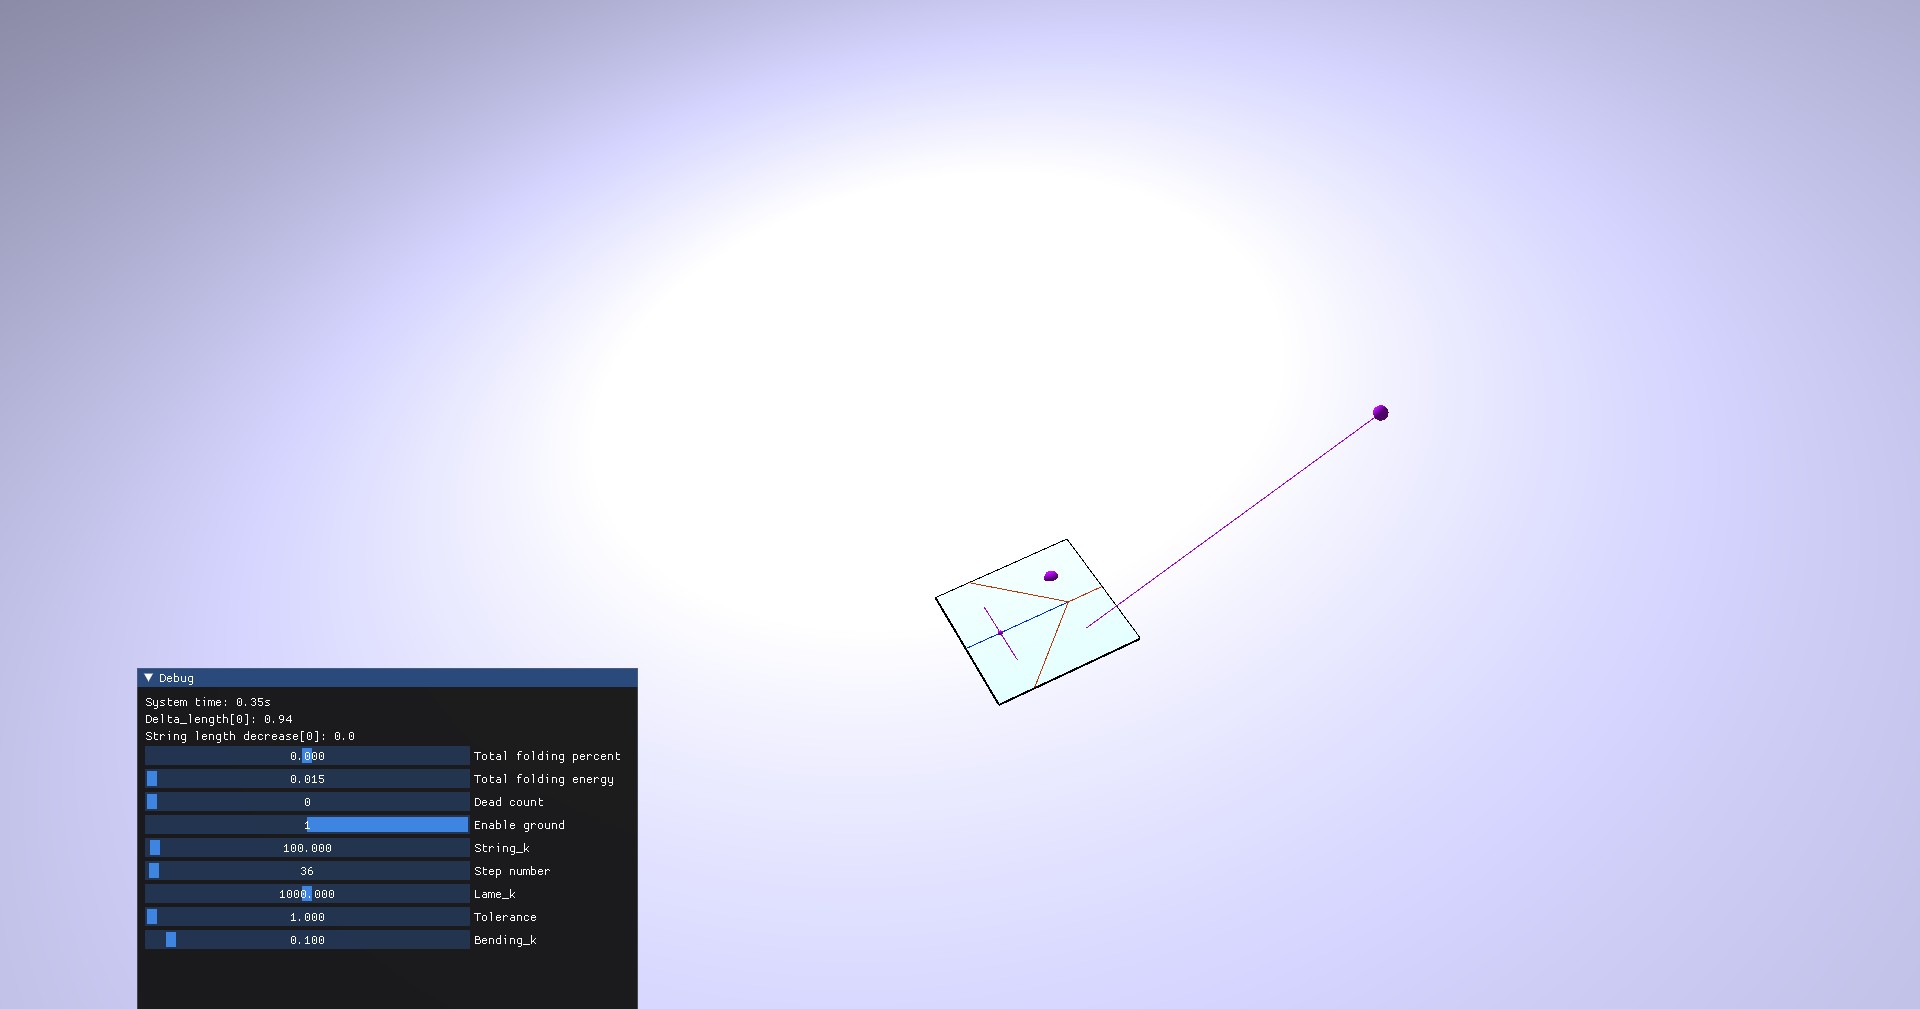 Debug
System time: 0.35s
Delta_length[0]: 0.94
String length decrease[0]: 0.0
0.000 Total folding percent
0.015 Total folding energy
0 Dead count
1 Enable ground
100.000 String_k
36 Step number
1000.000 Lame_k
1.000 Tolerance
0.100 Bending_k